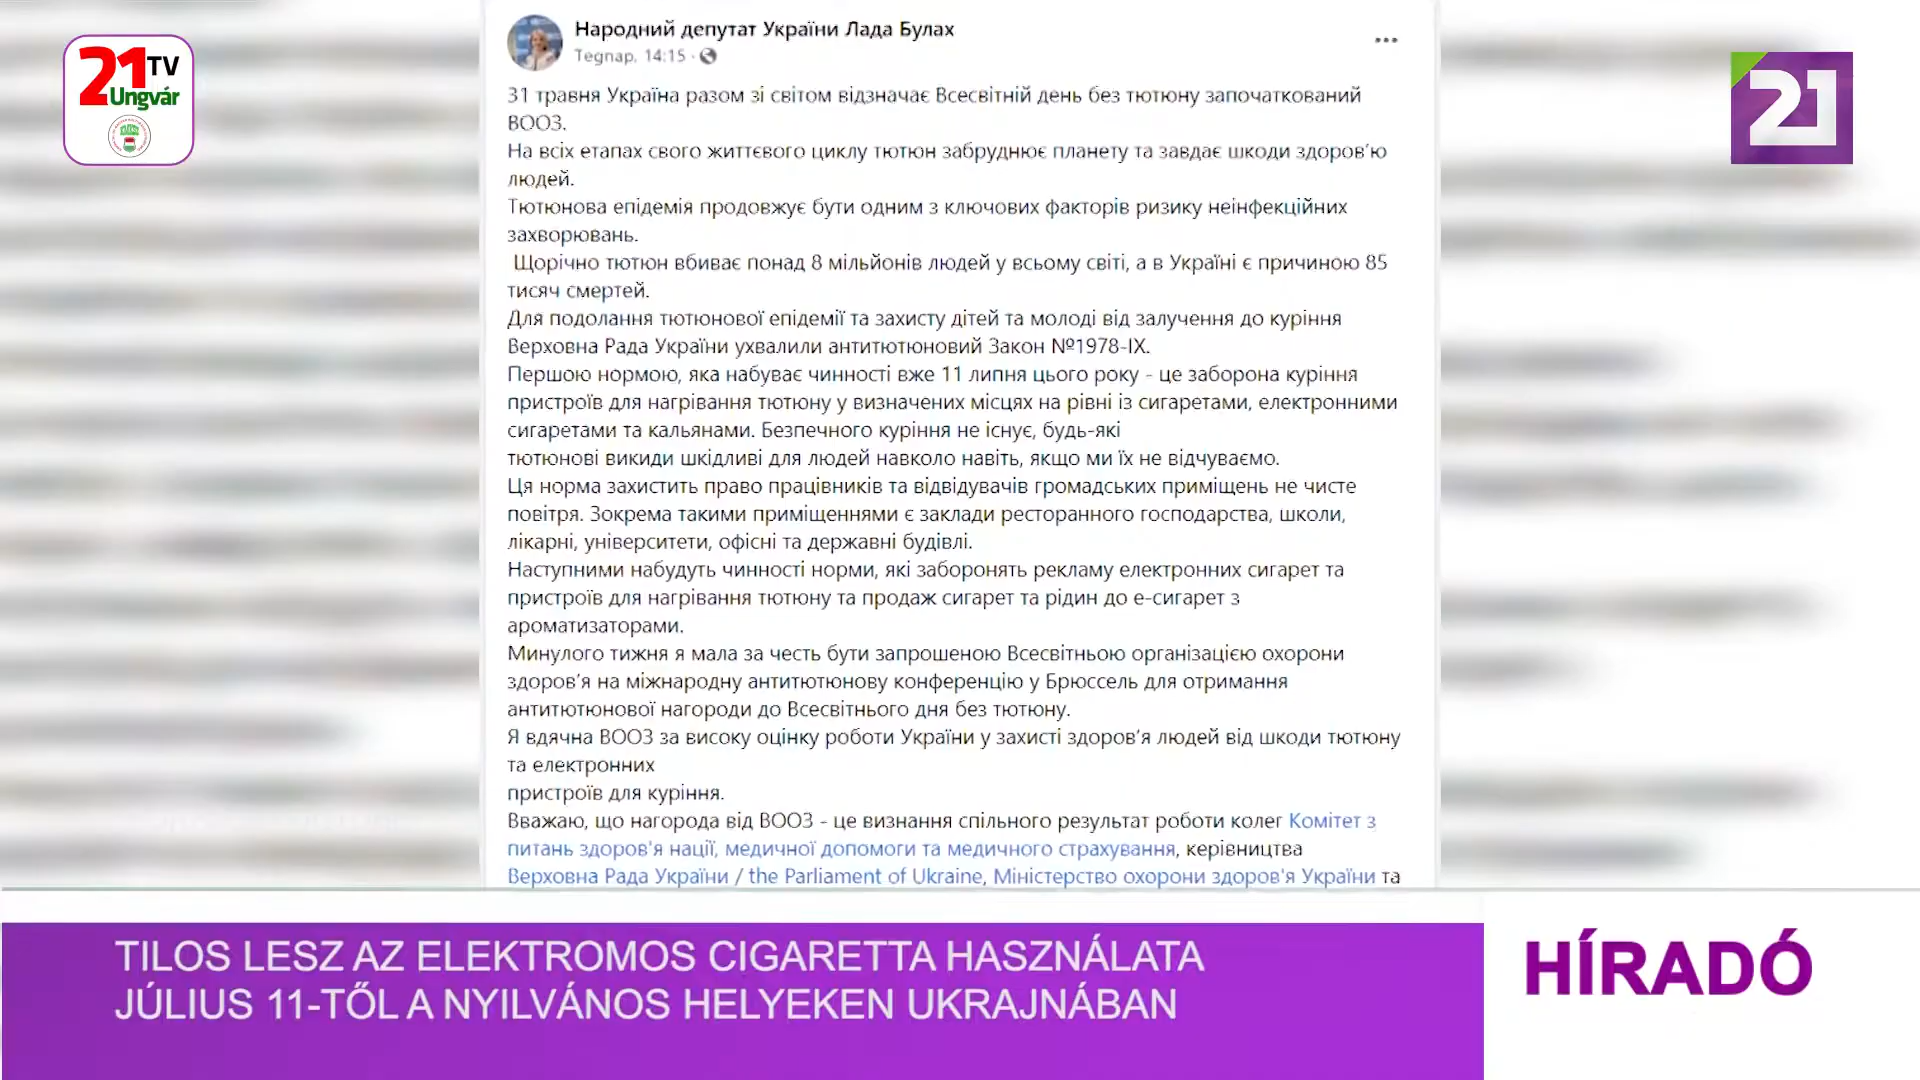 21 TV
Ungvár
21
Народний депутат України Лада Булах
Tegnap, 14:15 ·
31 травня Україна разом зі світом відзначає Всесвітній день без тютюну започаткований
ВООЗ.
На всіх етапах свого життєвого циклу тютюн забруднює планету та завдає шкоди здоров’ю
людей.
Тютюнова епідемія продовжує бути одним з ключових факторів ризику неінфекційних
захворювань.
Щорічно тютюн вбиває понад 8 мільйонів людей у всьому світі, а в Україні є причиною 85
тисяч смертей.
Для подолання тютюнової епідемії та захисту дітей та молоді від залучення до куріння
Верховна Рада України ухвалили антитютюновий Закон №1978-IX.
Першою нормою, яка набуває чинності вже 11 липня цього року - це заборона куріння
пристроїв для нагрівання тютюну у визначених місцях на рівні із сигаретами, електронними
сигаретами та кальянами. Безпечного куріння не існує, будь-які
тютюнові викиди шкідливі для людей навколо навіть, якщо ми їх не відчуваємо.
Ця норма захистить право працівників та відвідувачів громадських приміщень не чисте
повітря. Зокрема такими приміщеннями є заклади ресторанного господарства, школи,
лікарні, університети, офісні та державні будівлі.
Наступними набудуть чинності норми, які заборонять рекламу електронних сигарет та
пристроїв для нагрівання тютюну та продаж сигарет та рідин до е-сигарет з
ароматизаторами.
Минулого тижня я мала за честь бути запрошеною Всесвітньою організацією охорони
здоров’я на міжнародну антитютюнову конференцію у Брюссель для отримання
антитютюнової нагороди до Всесвітнього дня без тютюну.
Я вдячна ВООЗ за високу оцінку роботи України у захисті здоров’я людей від шкоди тютюну
та електронних
пристроїв для куріння.
Вважаю, що нагорода від ВООЗ - це визнання спільного результат роботи колег Комітет з
питань здоров'я нації, медичної допомоги та медичного страхування, керівництва
Верховна Рада України / the Parliament of Ukraine, Міністерство охорони здоров'я України та
TILOS LESZ AZ ELEKTROMOS CIGARETTA HASZNÁLATA
JÚLIUS 11-TŐL A NYILVÁNOS HELYEKEN UKRAJNÁBAN
HÍRADÓ